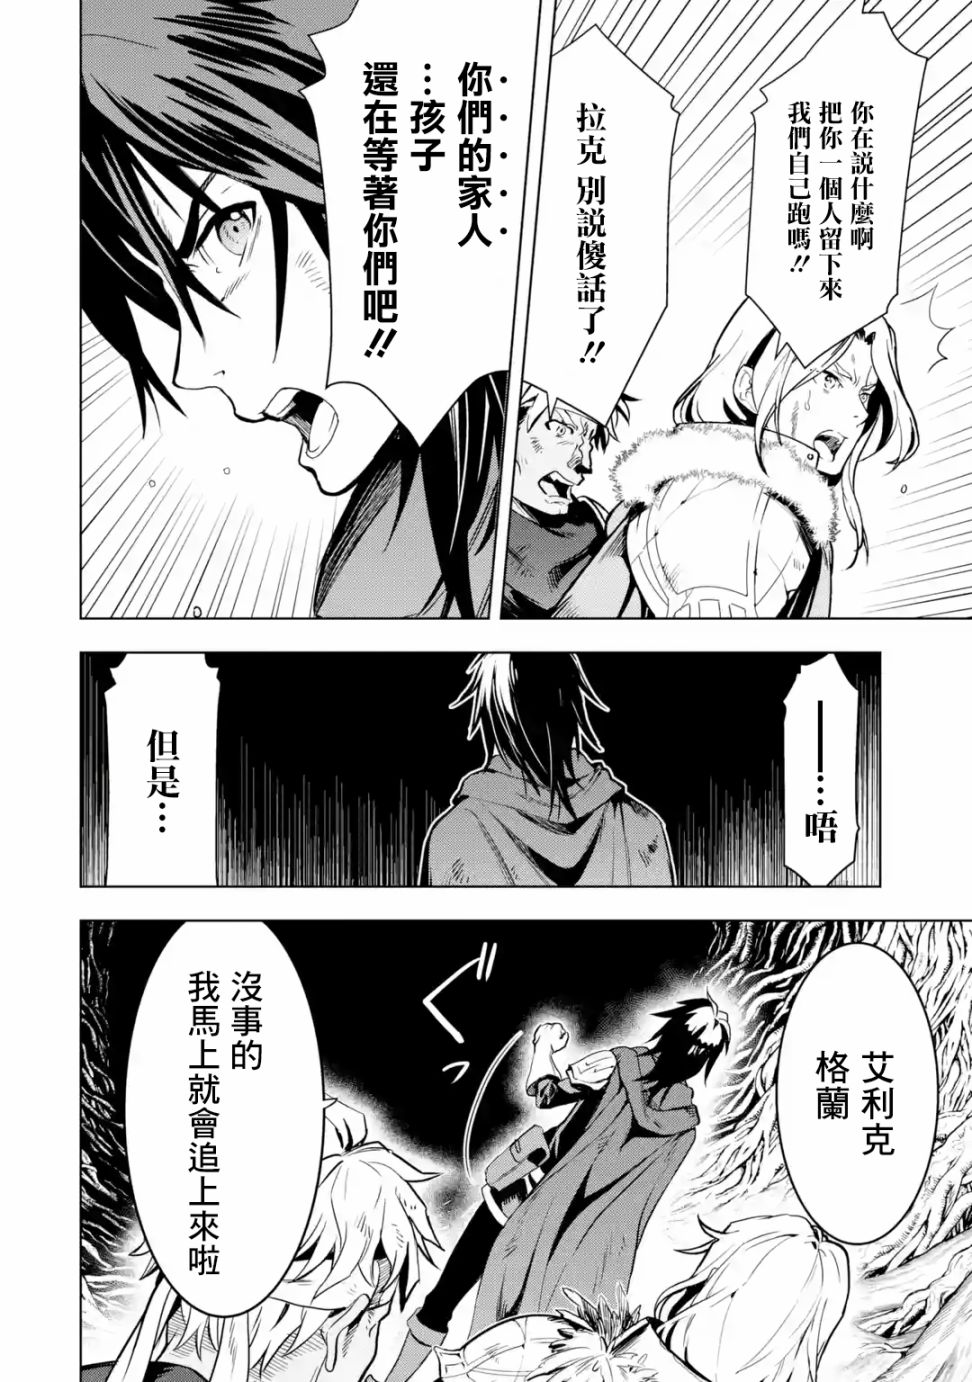 你在說什麼啊
把你一個人留下來
我們自己跑嗎!!
拉克 別說傻話了!!
你們的家人
…孩子
還在等著你們吧!!
——…唔
但是…
艾利克
格蘭
沒事的
我馬上就會追上來啦